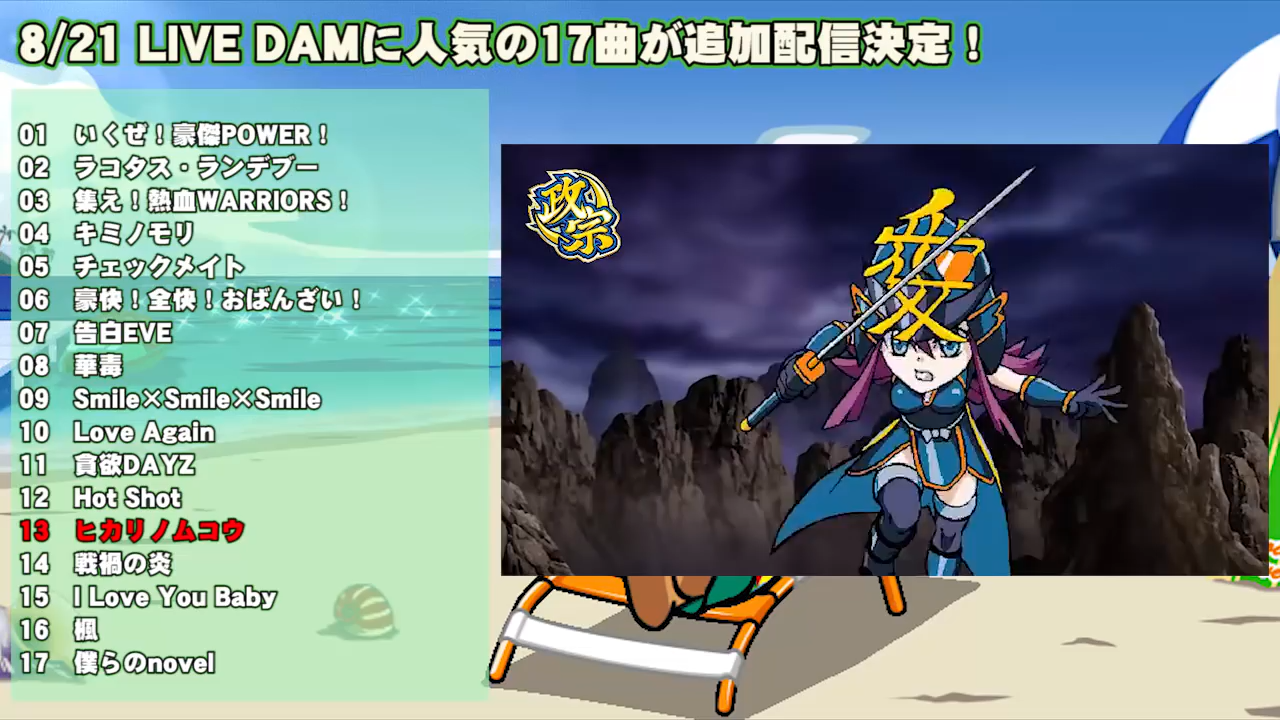 8/21 LIVE DAMに人気の17曲が追加配信決定！
01 いくぜ！豪傑POWER！
02 ラコタス・ランデブー
03 集え！熱血WARRIORS！
04 キミノモリ
05 チェックメイト
06 豪快！全快！おばんざい！
07 告白EVE
08 華毒
09 Smile×Smile×Smile
10 Love Again
11 貪欲DAYZ
12 Hot Shot
13 ヒカリノムコウ
14 戦禍の炎
15 I Love You Baby
16 楓
17 僕らのnovel
政宗
愛